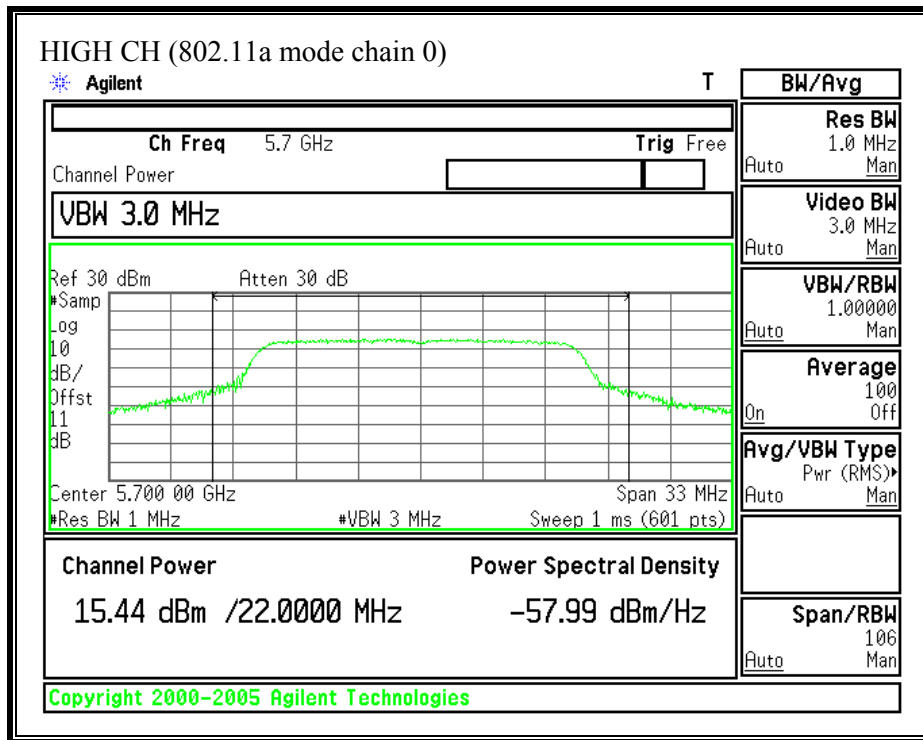 HIGH CH (802.11a mode chain 0)
Agilent T
Ch Freq 5.7 GHz Trig Free
Channel Power
VBW 3.0 MHz
Ref 30 dBm Atten 30 dB
#Samp
Log
10
dB/
Offst
11
dB
Center 5.700 00 GHz Span 33 MHz
#Res BW 1 MHz #VBW 3 MHz Sweep 1 ms (601 pts)
Channel Power Power Spectral Density
15.44 dBm /22.0000 MHz -57.99 dBm/Hz
Copyright 2000-2005 Agilent Technologies
BW/Avg
Res BW
1.0 MHz
Auto Man
Video BW
3.0 MHz
Auto Man
VBW/RBW
1.00000
Auto Man
Average
100
On Off
Avg/VBW Type
Pwr (RMS)▸
Auto Man
Span/RBW
106
Auto Man